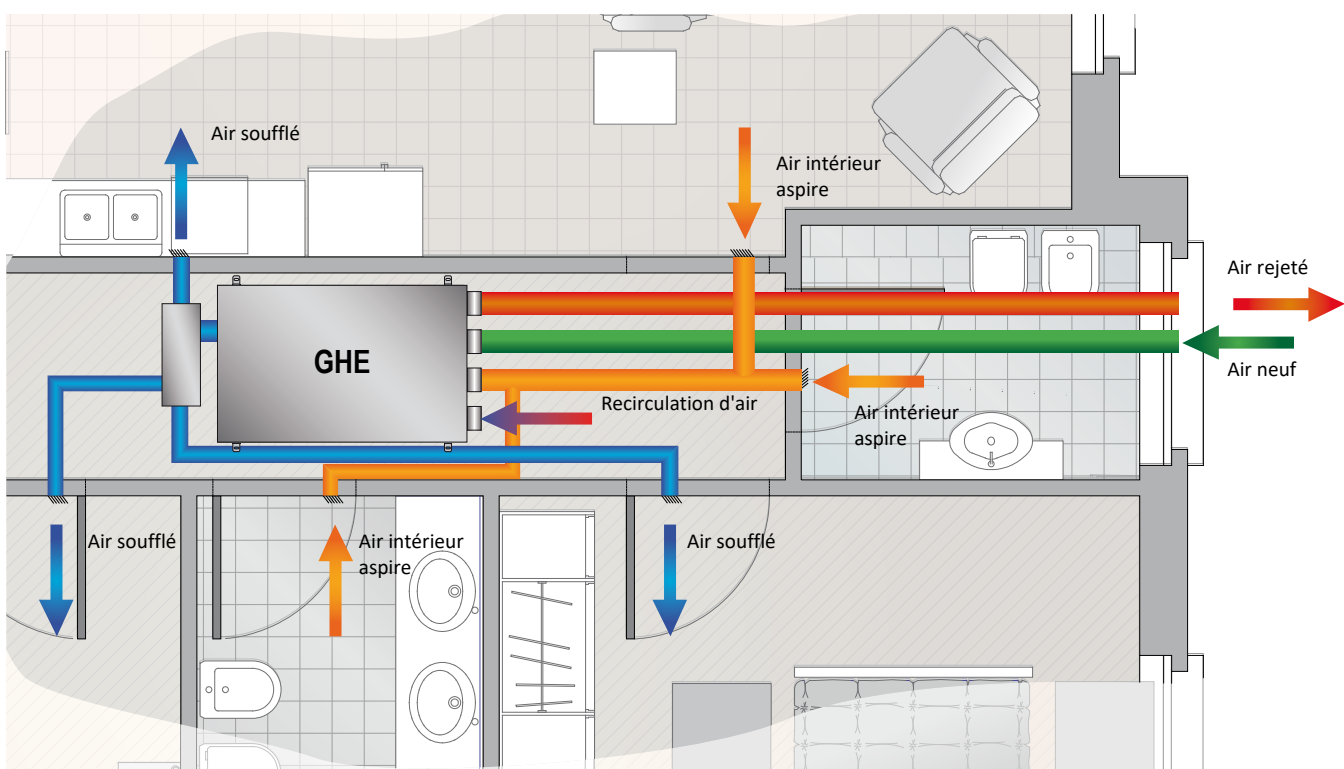 Air soufflé
Air intérieur
aspire
Air rejeté
GHE
Air neuf
Recirculation d'air
Air intérieur
aspire
Air soufflé
Air intérieur
aspire
Air soufflé